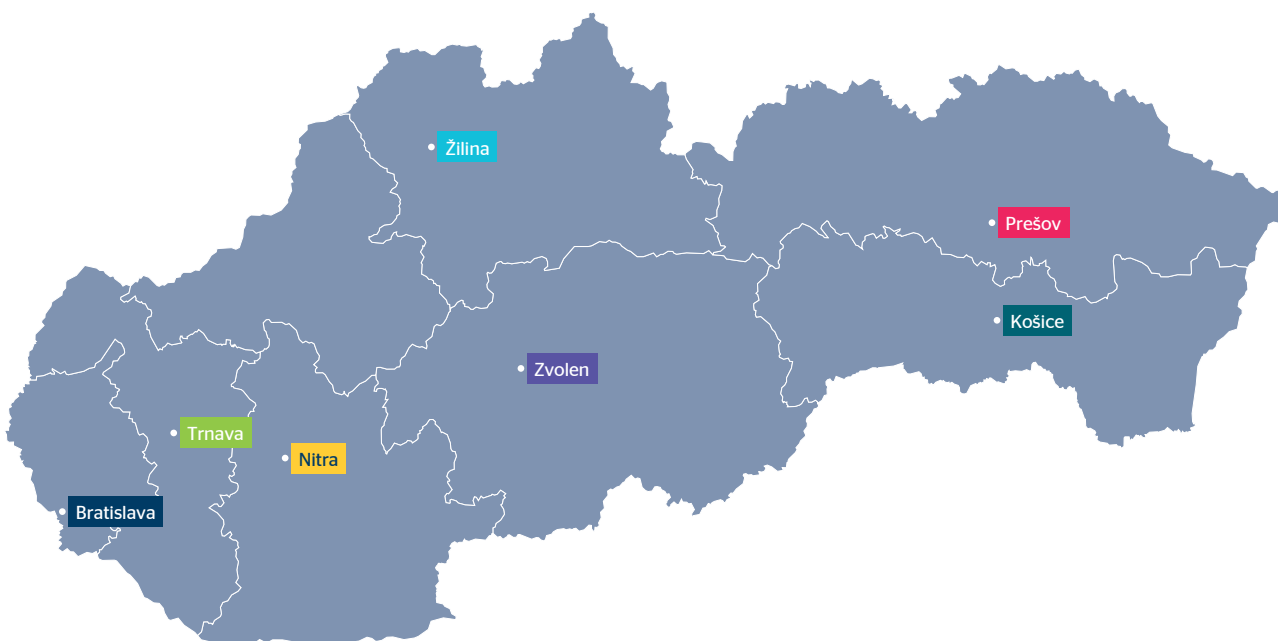 Žilina
Prešov
Košice
Zvolen
Trnava
Nitra
Bratislava